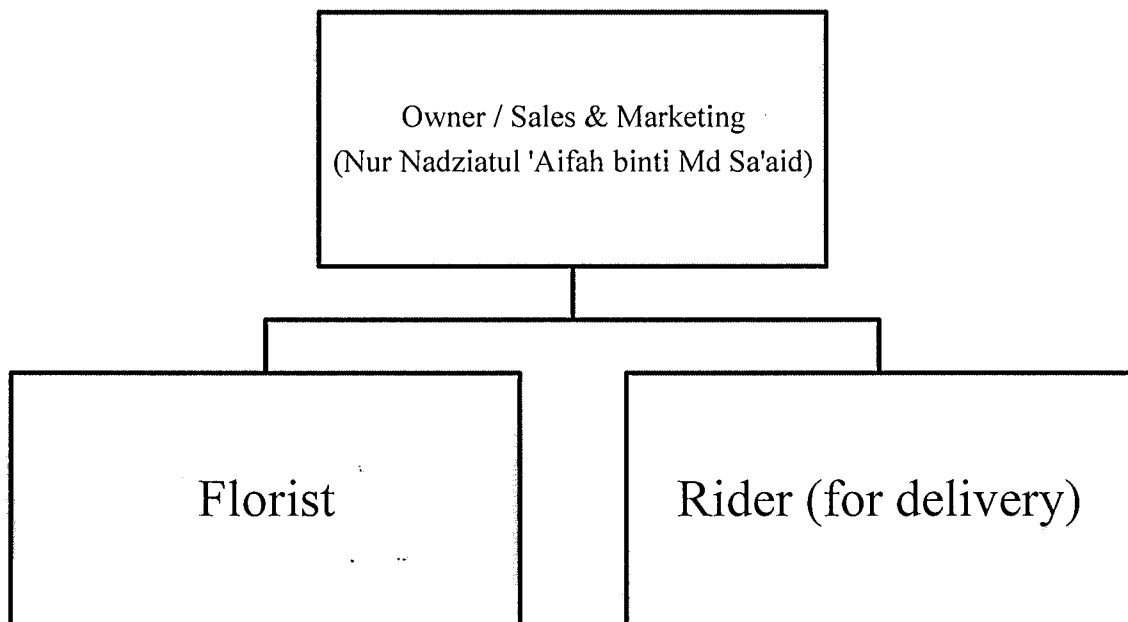 Owner / Sales & Marketing
(Nur Nadziatul 'Aifah binti Md Sa'aid)
Florist
Rider (for delivery)